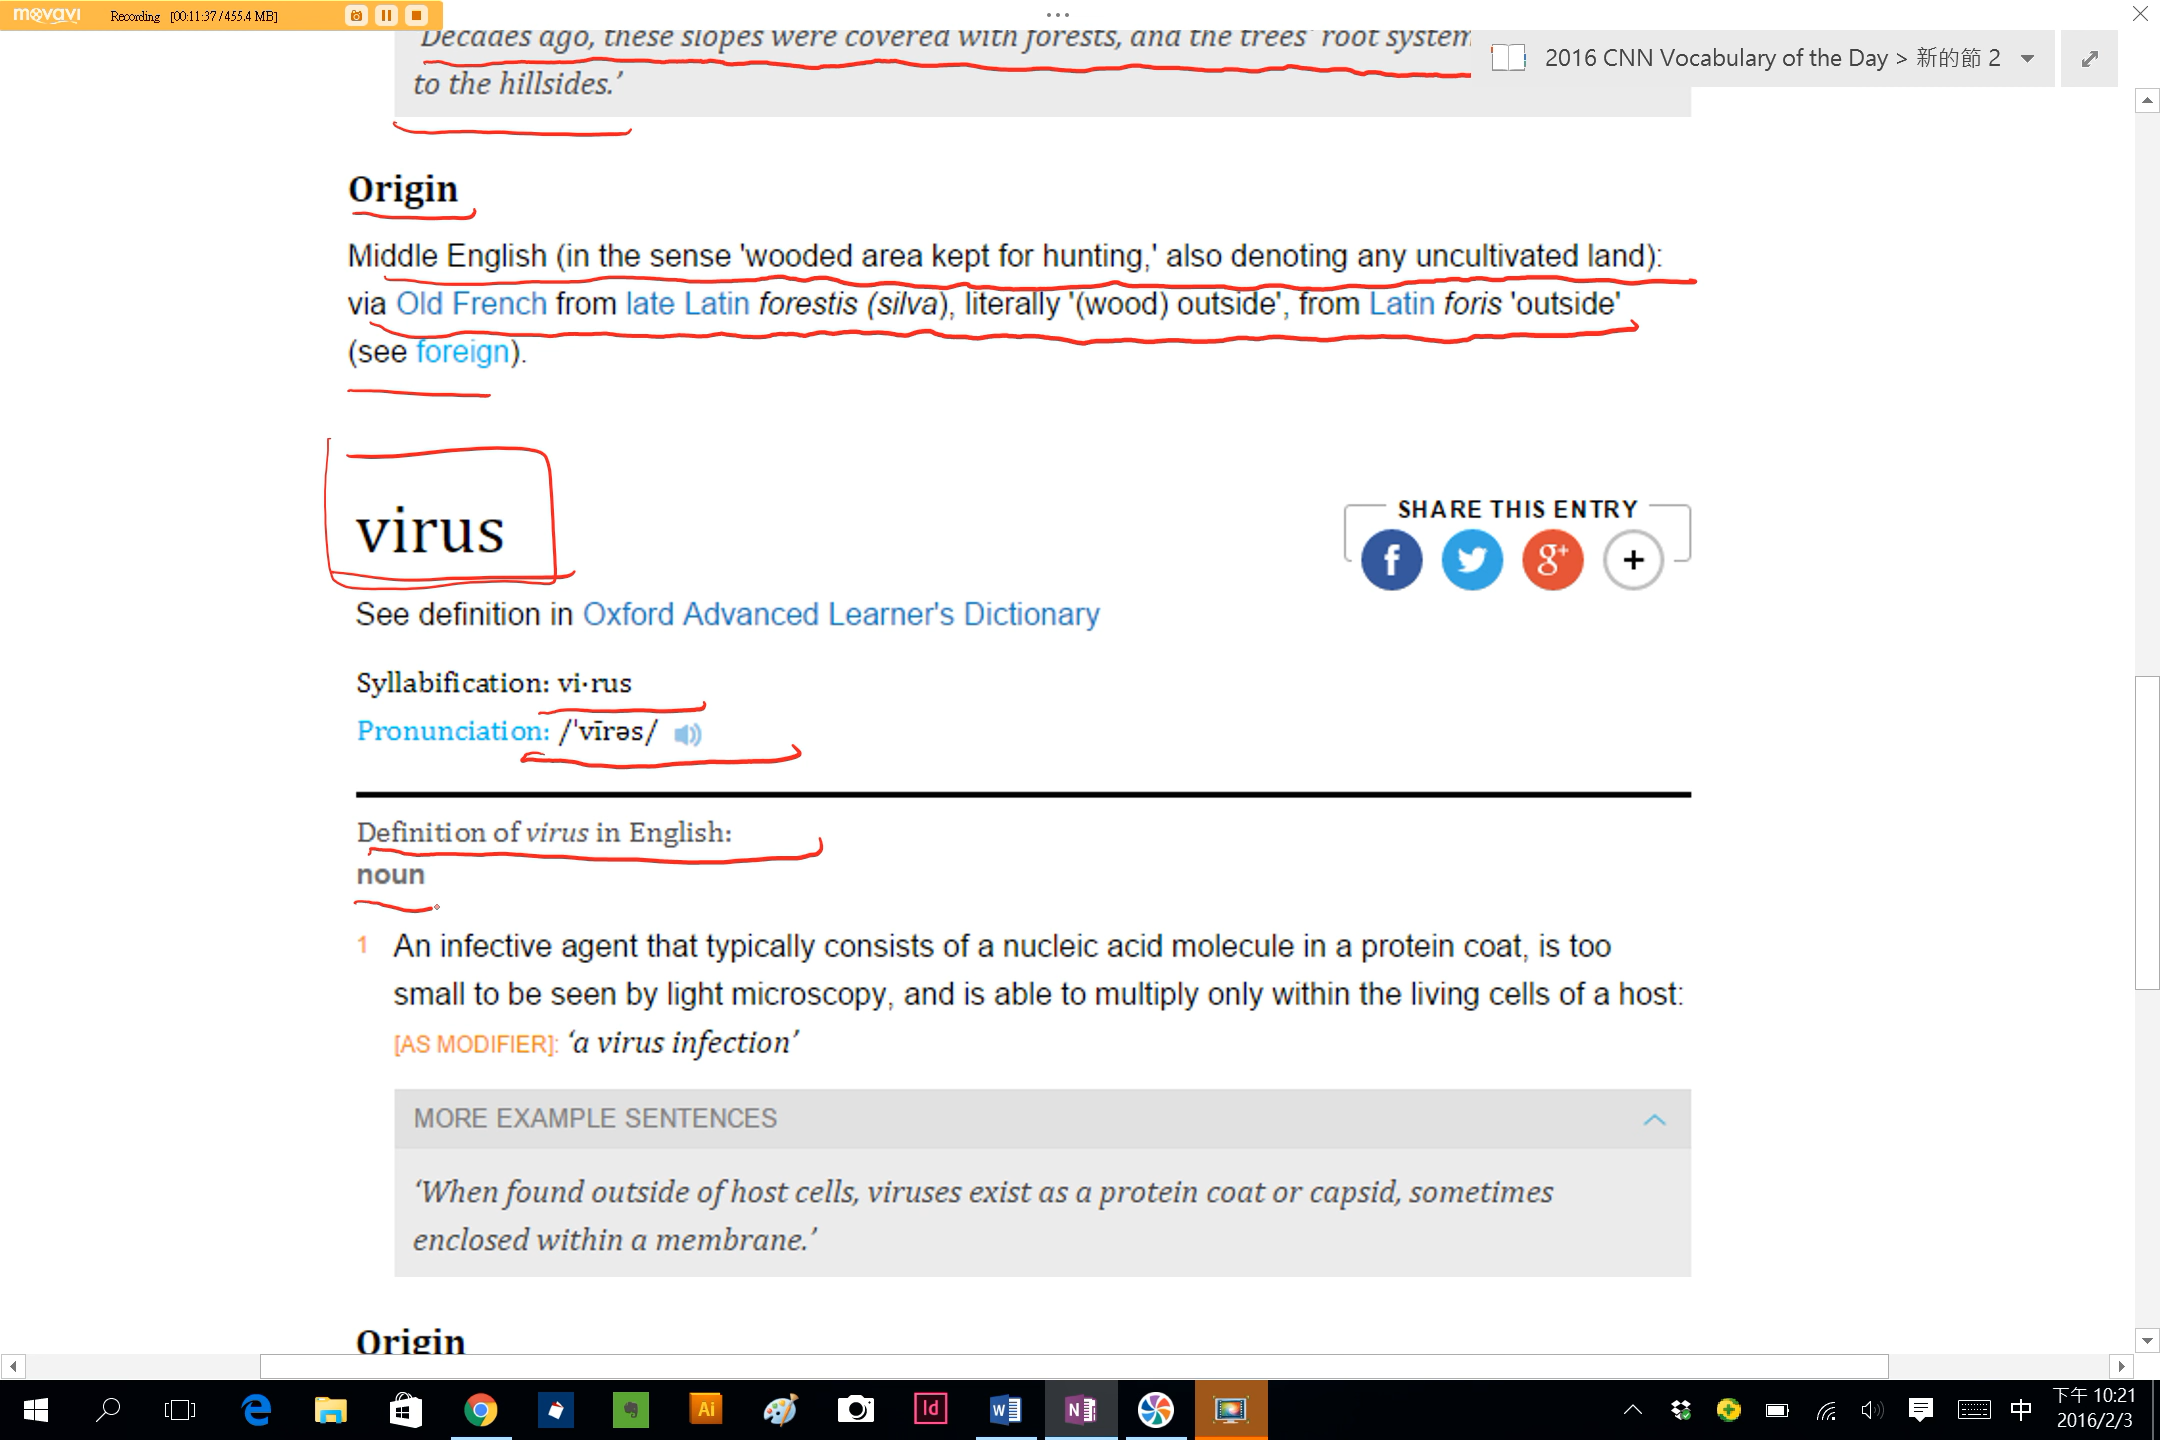 movavi Recording [00:11:37 / 455.4 MB]
'Decades ago, these slopes were covered with forests, and the trees' root system
to the hillsides.'
2016 CNN Vocabulary of the Day > 新的節 2
Origin
Middle English (in the sense 'wooded area kept for hunting,' also denoting any uncultivated land):
via Old French from late Latin forestis (silva), literally '(wood) outside', from Latin foris 'outside'
(see foreign).
virus
SHARE THIS ENTRY
f g+ +
See definition in Oxford Advanced Learner's Dictionary
Syllabification: vi·rus
Pronunciation: /ˈvīrəs/
Definition of virus in English:
noun
1 An infective agent that typically consists of a nucleic acid molecule in a protein coat, is too
small to be seen by light microscopy, and is able to multiply only within the living cells of a host:
[AS MODIFIER]: ‘a virus infection’
MORE EXAMPLE SENTENCES
‘When found outside of host cells, viruses exist as a protein coat or capsid, sometimes
enclosed within a membrane.’
Origin
Ai Id W N 中 下午 10:21
2016/2/3